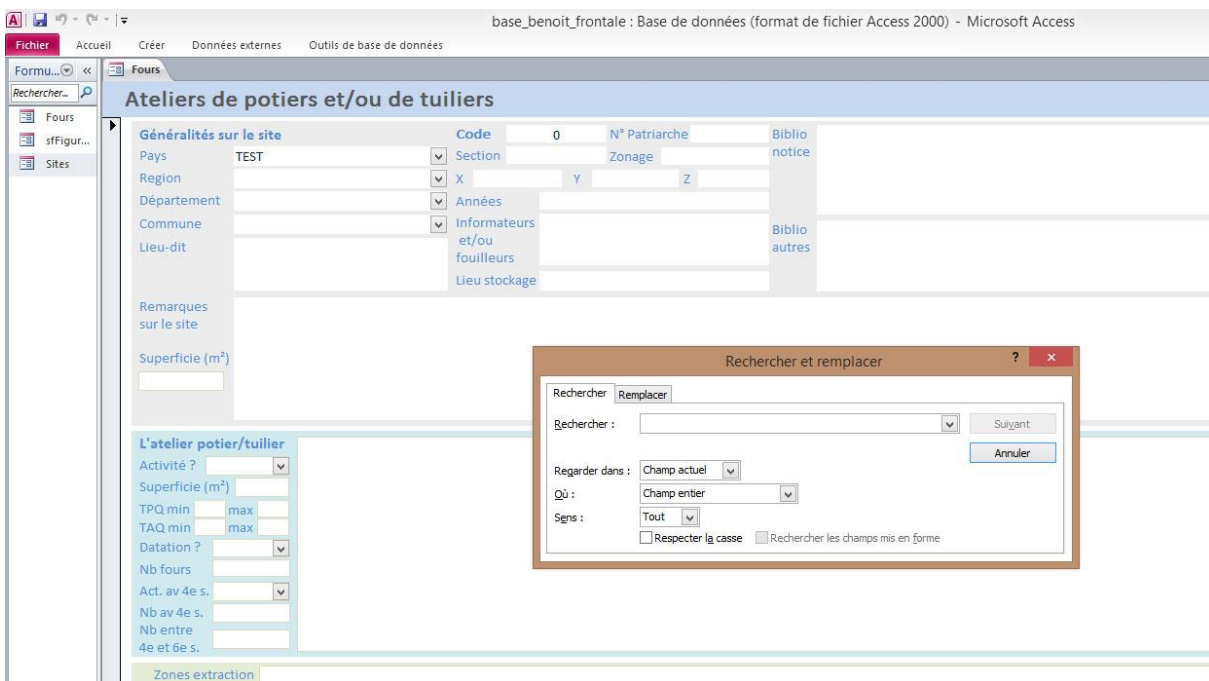 base_benoit_frontale : Base de données (format de fichier Access 2000) - Microsoft Access
Fichier Accueil Créer Données externes Outils de base de données
Formu... «
Fours
Rechercher...
Fours
sfFigur...
Sites
Ateliers de potiers et/ou de tuiliers
Généralités sur le site
Code 0 N° Patriarche
Biblio
notice
Pays TEST
Section Zonage
Region
X Y Z
Département
Années
Commune
Informateurs
et/ou
fouilleurs
Biblio
autres
Lieu-dit
Lieu stockage
Remarques
sur le site
Superficie (m²)
Rechercher et remplacer ? ×
Rechercher Remplacer
Rechercher :
Suivant
Annuler
Regarder dans : Champ actuel
Où : Champ entier
Sens : Tout
Respecter la casse Rechercher les champs mis en forme
L'atelier potier/tuilier
Activité ?
Superficie (m²)
TPQ min max
TAQ min max
Datation ?
Nb fours
Act. av 4e s.
Nb av 4e s.
Nb entre
4e et 6e s.
Zones extraction